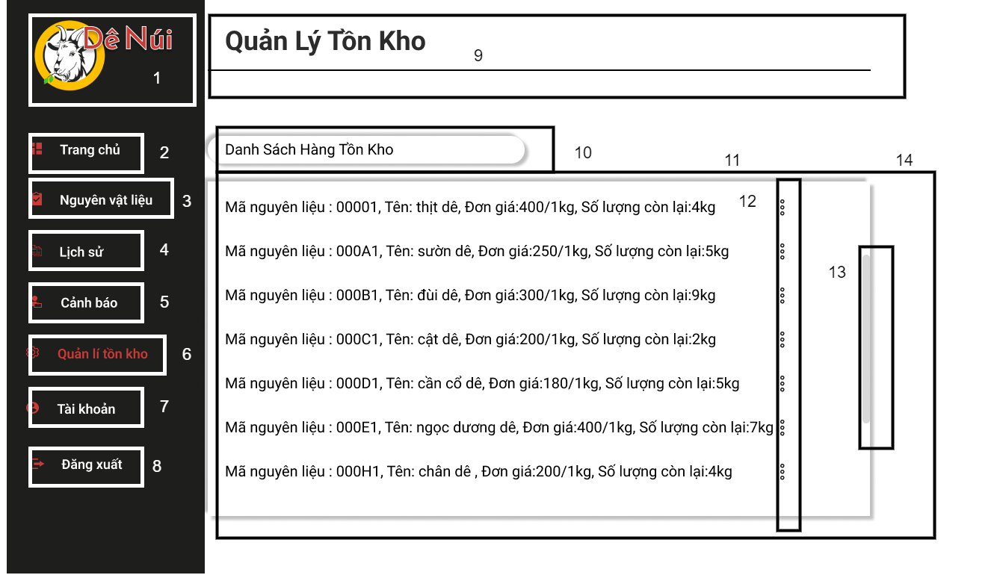 Dê Núi
1
Trang chủ
2
Nguyên vật liệu
3
Lịch sử
4
Cảnh báo
5
Quản lí tồn kho
6
Tài khoản
7
Đăng xuất
8
Quản Lý Tồn Kho
9
Danh Sách Hàng Tồn Kho
10
11
14
Mã nguyên liệu : 00001, Tên: thịt dê, Đơn giá:400/1kg, Số lượng còn lại:4kg
12
Mã nguyên liệu : 000A1, Tên: sườn dê, Đơn giá:250/1kg, Số lượng còn lại:5kg
13
Mã nguyên liệu : 000B1, Tên: đùi dê, Đơn giá:300/1kg, Số lượng còn lại:9kg
Mã nguyên liệu : 000C1, Tên: cật dê, Đơn giá:200/1kg, Số lượng còn lại:2kg
Mã nguyên liệu : 000D1, Tên: cần cổ dê, Đơn giá:180/1kg, Số lượng còn lại:5kg
Mã nguyên liệu : 000E1, Tên: ngọc dương dê, Đơn giá:400/1kg, Số lượng còn lại:7kg
Mã nguyên liệu : 000H1, Tên: chân dê , Đơn giá:200/1kg, Số lượng còn lại:4kg